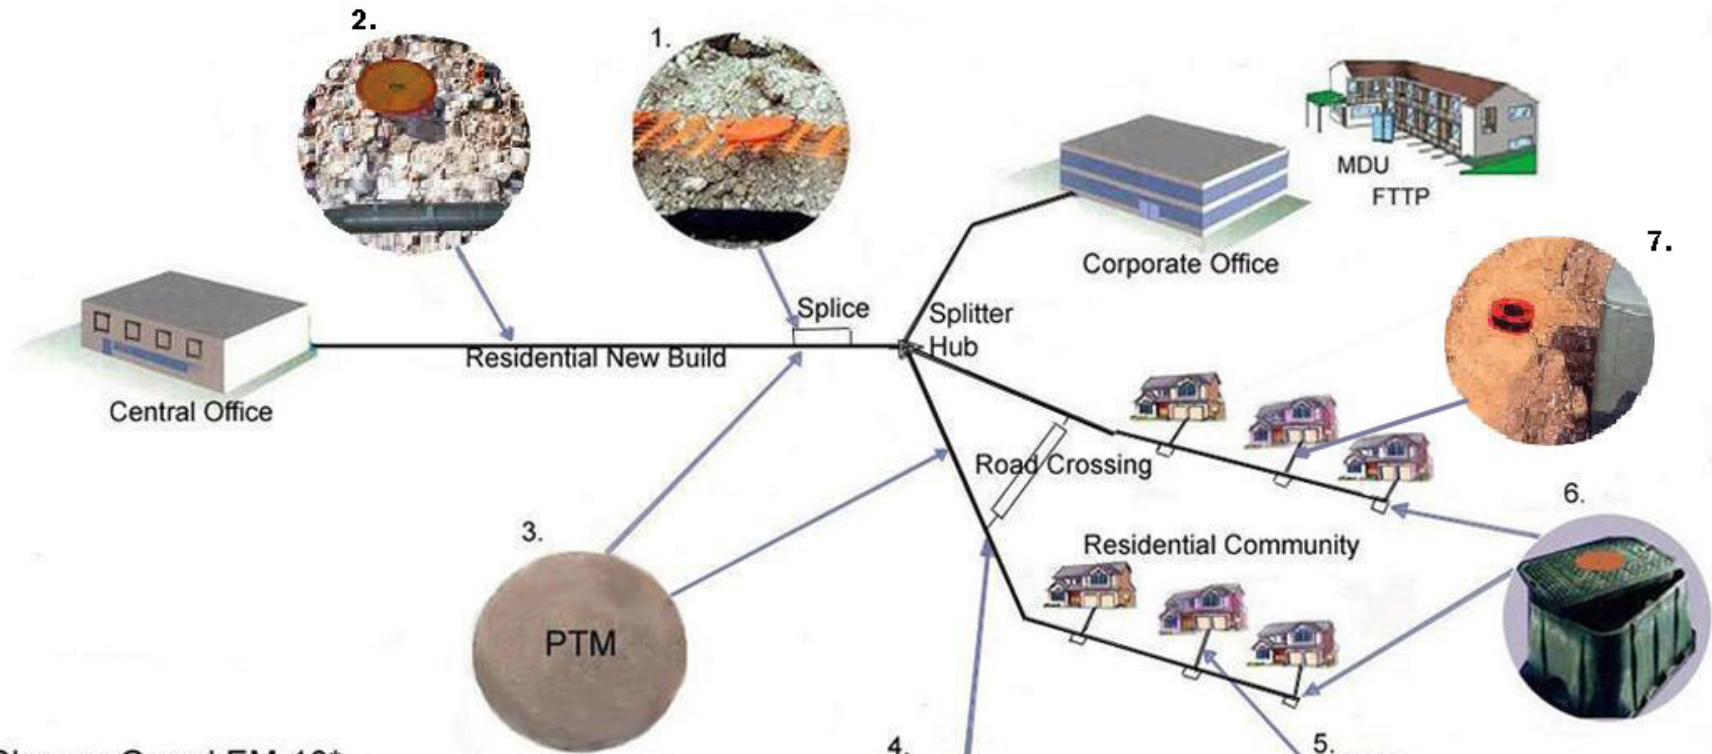 2.
1.
MDU
FTTP
Corporate Office
7.
Splice
Splitter
Hub
Residential New Build
Central Office
Road Crossing
6.
3.
Residential Community
PTM
4.
5.